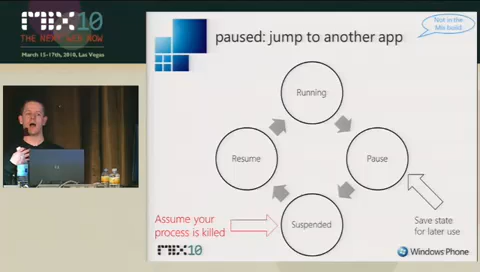 MIX10
THE NEXT WEB NOW
March 15-17th, 2010, Las Vegas
paused: jump to another app
Not in the
Mix build
Running
Resume
Pause
Suspended
Assume your
process is killed
Save state
for later use
MIX10
Windows Phone